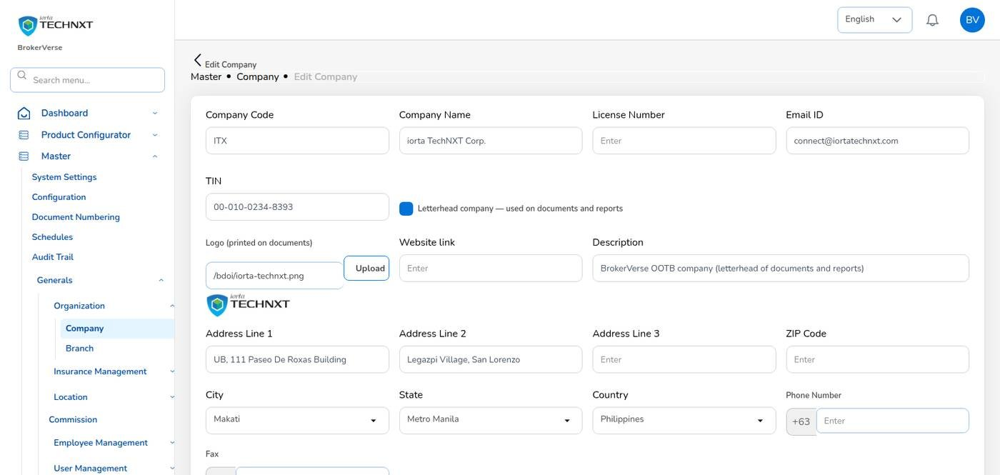 iorta
TECHNXT
BrokerVerse
Search menu...
Dashboard
Product Configurator
Master
System Settings
Configuration
Document Numbering
Schedules
Audit Trail
Generals
Organization
Company
Branch
Insurance Management
Location
Commission
Employee Management
User Management
English
BV
Edit Company
Master • Company • Edit Company
Company Code Company Name License Number Email ID
ITX iorta TechNXT Corp. Enter connect@iortatechnxt.com
TIN
00-010-0234-8393 Letterhead company — used on documents and reports
Logo (printed on documents) Website link Description
/bdoi/iorta-technxt.png Upload Enter BrokerVerse OOTB company (letterhead of documents and reports)
iorta
TECHNXT
Address Line 1 Address Line 2 Address Line 3 ZIP Code
UB, 111 Paseo De Roxas Building Legazpi Village, San Lorenzo Enter Enter
City State Country Phone Number
Makati Metro Manila Philippines +63 Enter
Fax